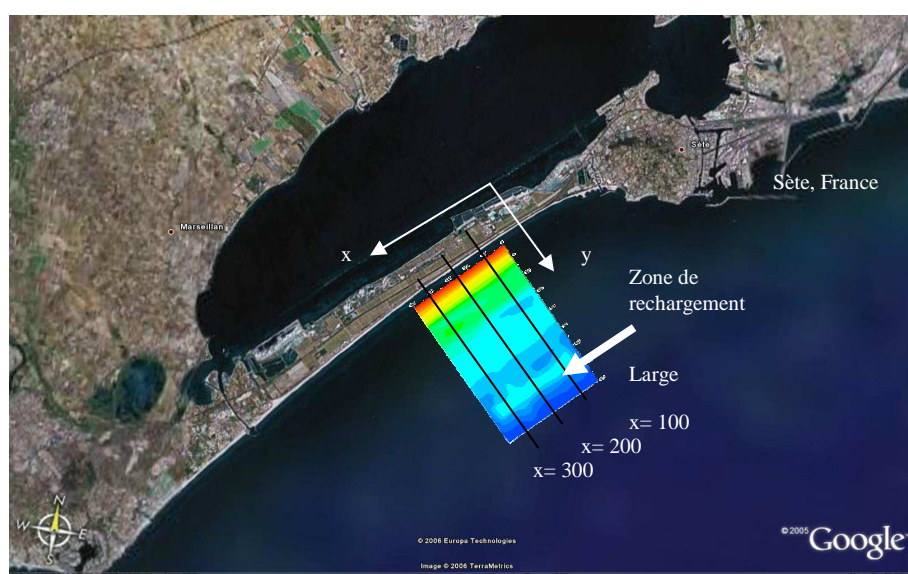 Sète
Sète, France
Marseillan
x
y
Zone de
rechargement
Large
x= 100
x= 200
x= 300
N
W
E
S
© 2006 Europa Technologies
Image © 2006 TerraMetrics
©2005 Google